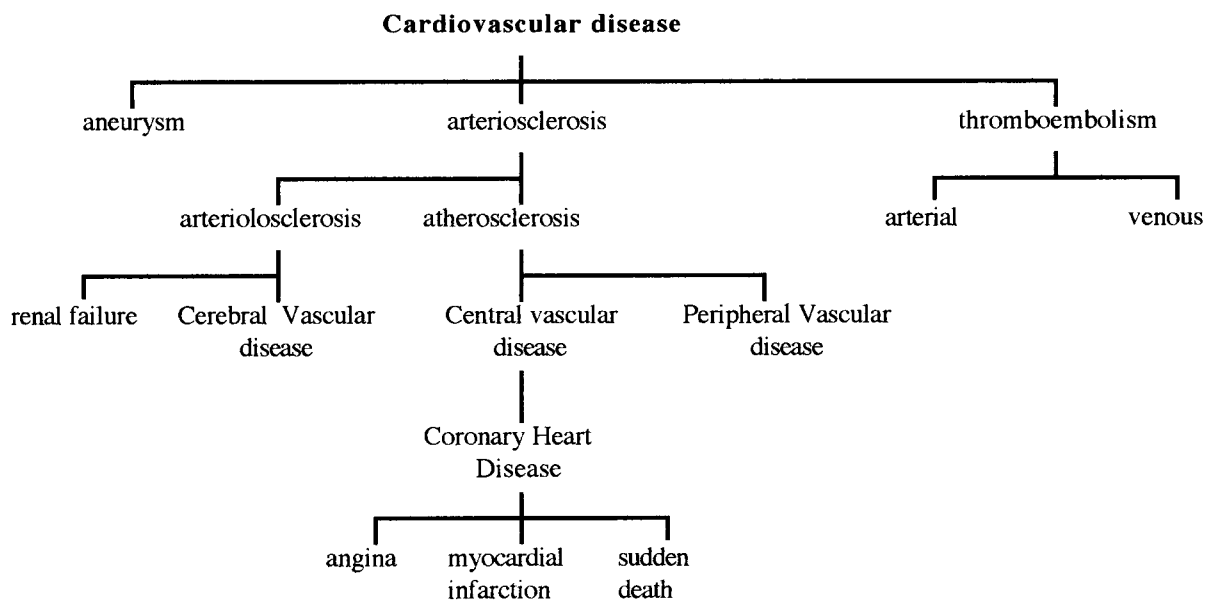 Cardiovascular disease
aneurysm
arteriosclerosis
thromboembolism
arteriolosclerosis
atherosclerosis
arterial
venous
renal failure
Cerebral Vascular
disease
Central vascular
disease
Peripheral Vascular
disease
Coronary Heart
Disease
angina
myocardial
infarction
sudden
death